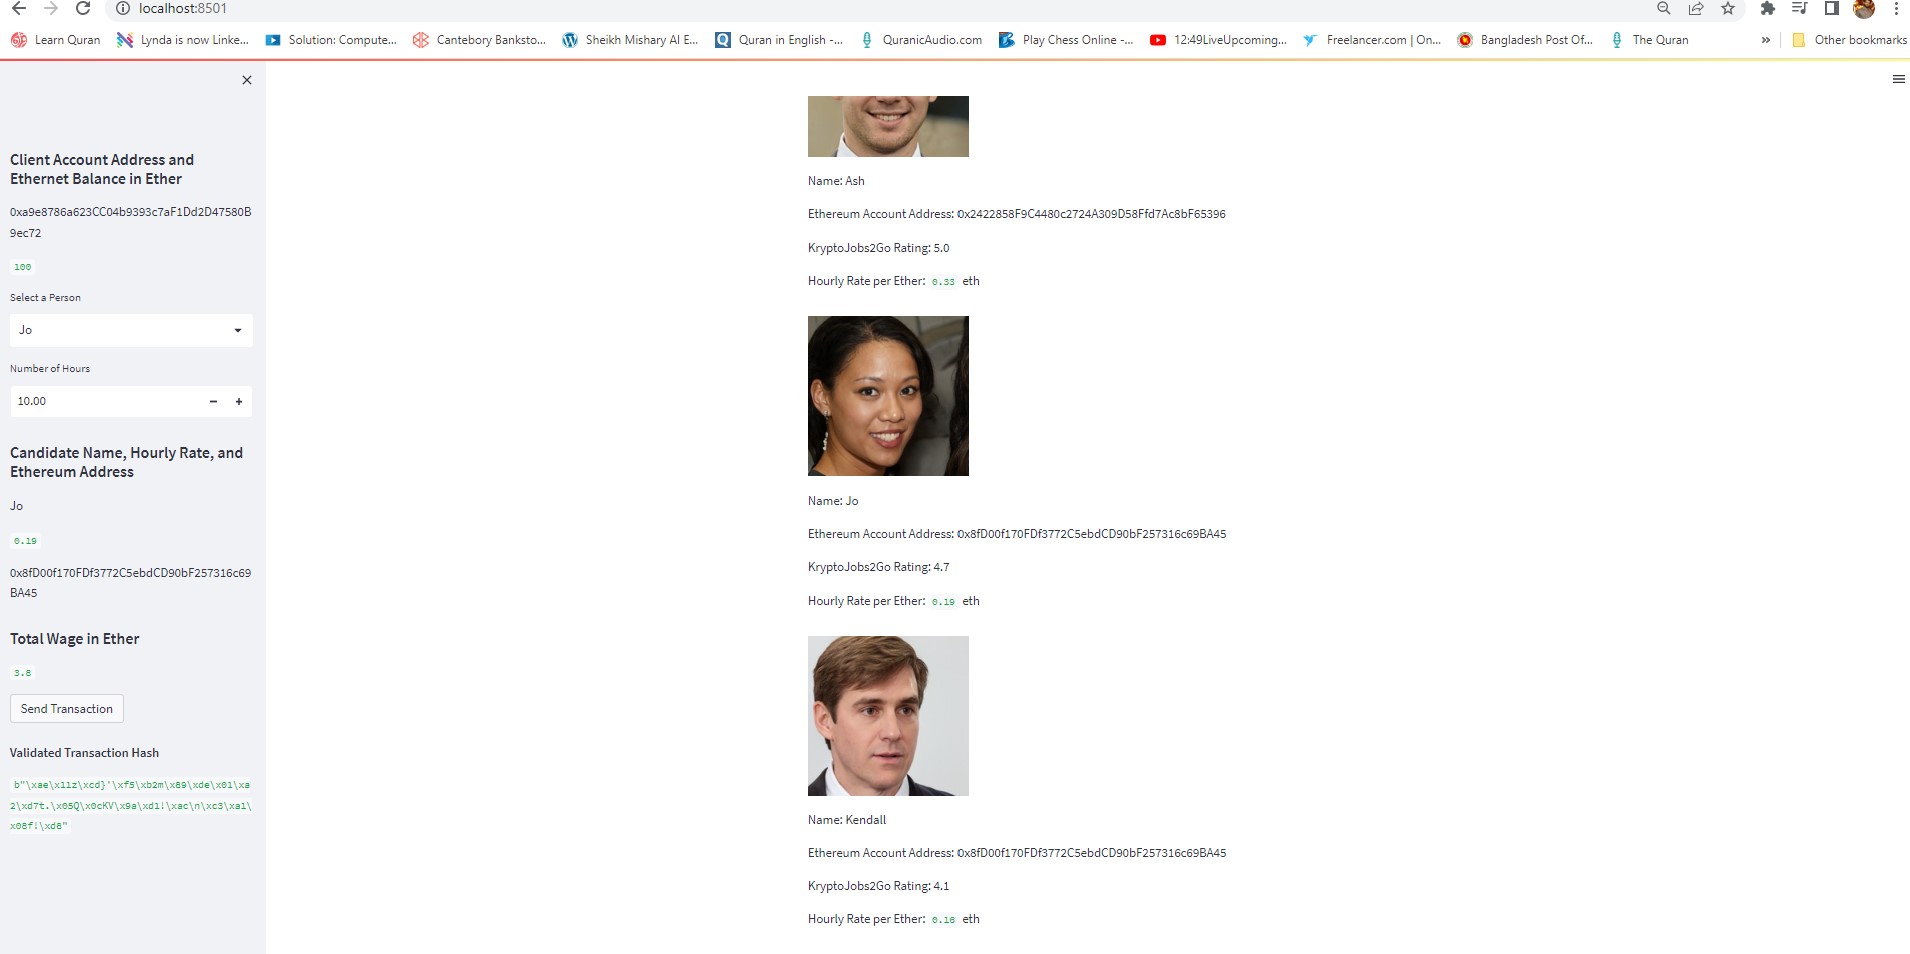 localhost:8501
Learn Quran
Lynda is now Linke...
Solution: Compute...
Cantebory Banksto...
Sheikh Mishary Al E...
Quran in English -...
QuranicAudio.com
Play Chess Online -...
12:49LiveUpcoming...
Freelancer.com | On...
Bangladesh Post Of...
The Quran
»
Other bookmarks
Client Account Address and
Ethernet Balance in Ether
0xa9e8786a623CC04b9393c7aF1Dd2D47580B
9ec72
100
Select a Person
Jo
Number of Hours
10.00
Candidate Name, Hourly Rate, and
Ethereum Address
Jo
0.19
0x8fD00f170FDf3772C5ebdCD90bF257316c69
BA45
Total Wage in Ether
3.8
Send Transaction
Validated Transaction Hash
b"\xae\x11z\xcd}'\xf5\xb2m\x89\xde\x01\xa
2\xd7t.\x05Q\x0cKV\x9a\xd1!\xac\n\xc3\xa1\
x08f!\xd8"
Name: Ash
Ethereum Account Address: 0x2422858F9C4480c2724A309D58Ffd7Ac8bF65396
KryptoJobs2Go Rating: 5.0
Hourly Rate per Ether: 0.33 eth
Name: Jo
Ethereum Account Address: 0x8fD00f170FDf3772C5ebdCD90bF257316c69BA45
KryptoJobs2Go Rating: 4.7
Hourly Rate per Ether: 0.19 eth
Name: Kendall
Ethereum Account Address: 0x8fD00f170FDf3772C5ebdCD90bF257316c69BA45
KryptoJobs2Go Rating: 4.1
Hourly Rate per Ether: 0.16 eth